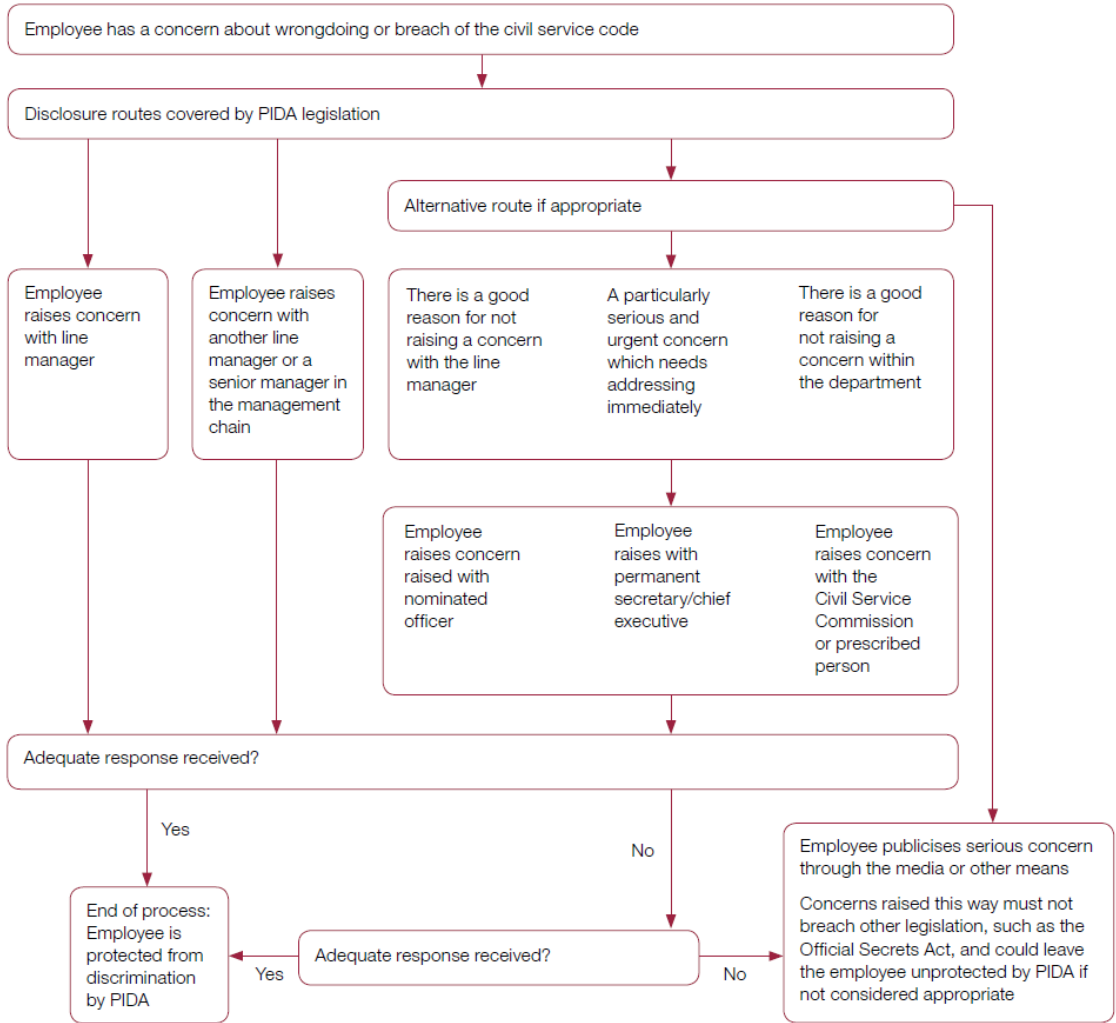 Employee has a concern about wrongdoing or breach of the civil service code
Disclosure routes covered by PIDA legislation
Alternative route if appropriate
Employee
raises concern
with line
manager
Employee raises
concern with
another line
manager or a
senior manager in
the management
chain
There is a good
reason for not
raising a concern
with the line
manager
A particularly
serious and
urgent concern
which needs
addressing
immediately
There is a good
reason for
not raising a
concern within
the department
Employee
raises concern
raised with
nominated
officer
Employee
raises with
permanent
secretary/chief
executive
Employee
raises concern
with the
Civil Service
Commission
or prescribed
person
Adequate response received?
Yes
No
End of process:
Employee is
protected from
discrimination
by PIDA
Yes
Adequate response received?
No
Employee publicises serious concern
through the media or other means
Concerns raised this way must not
breach other legislation, such as the
Official Secrets Act, and could leave
the employee unprotected by PIDA if
not considered appropriate